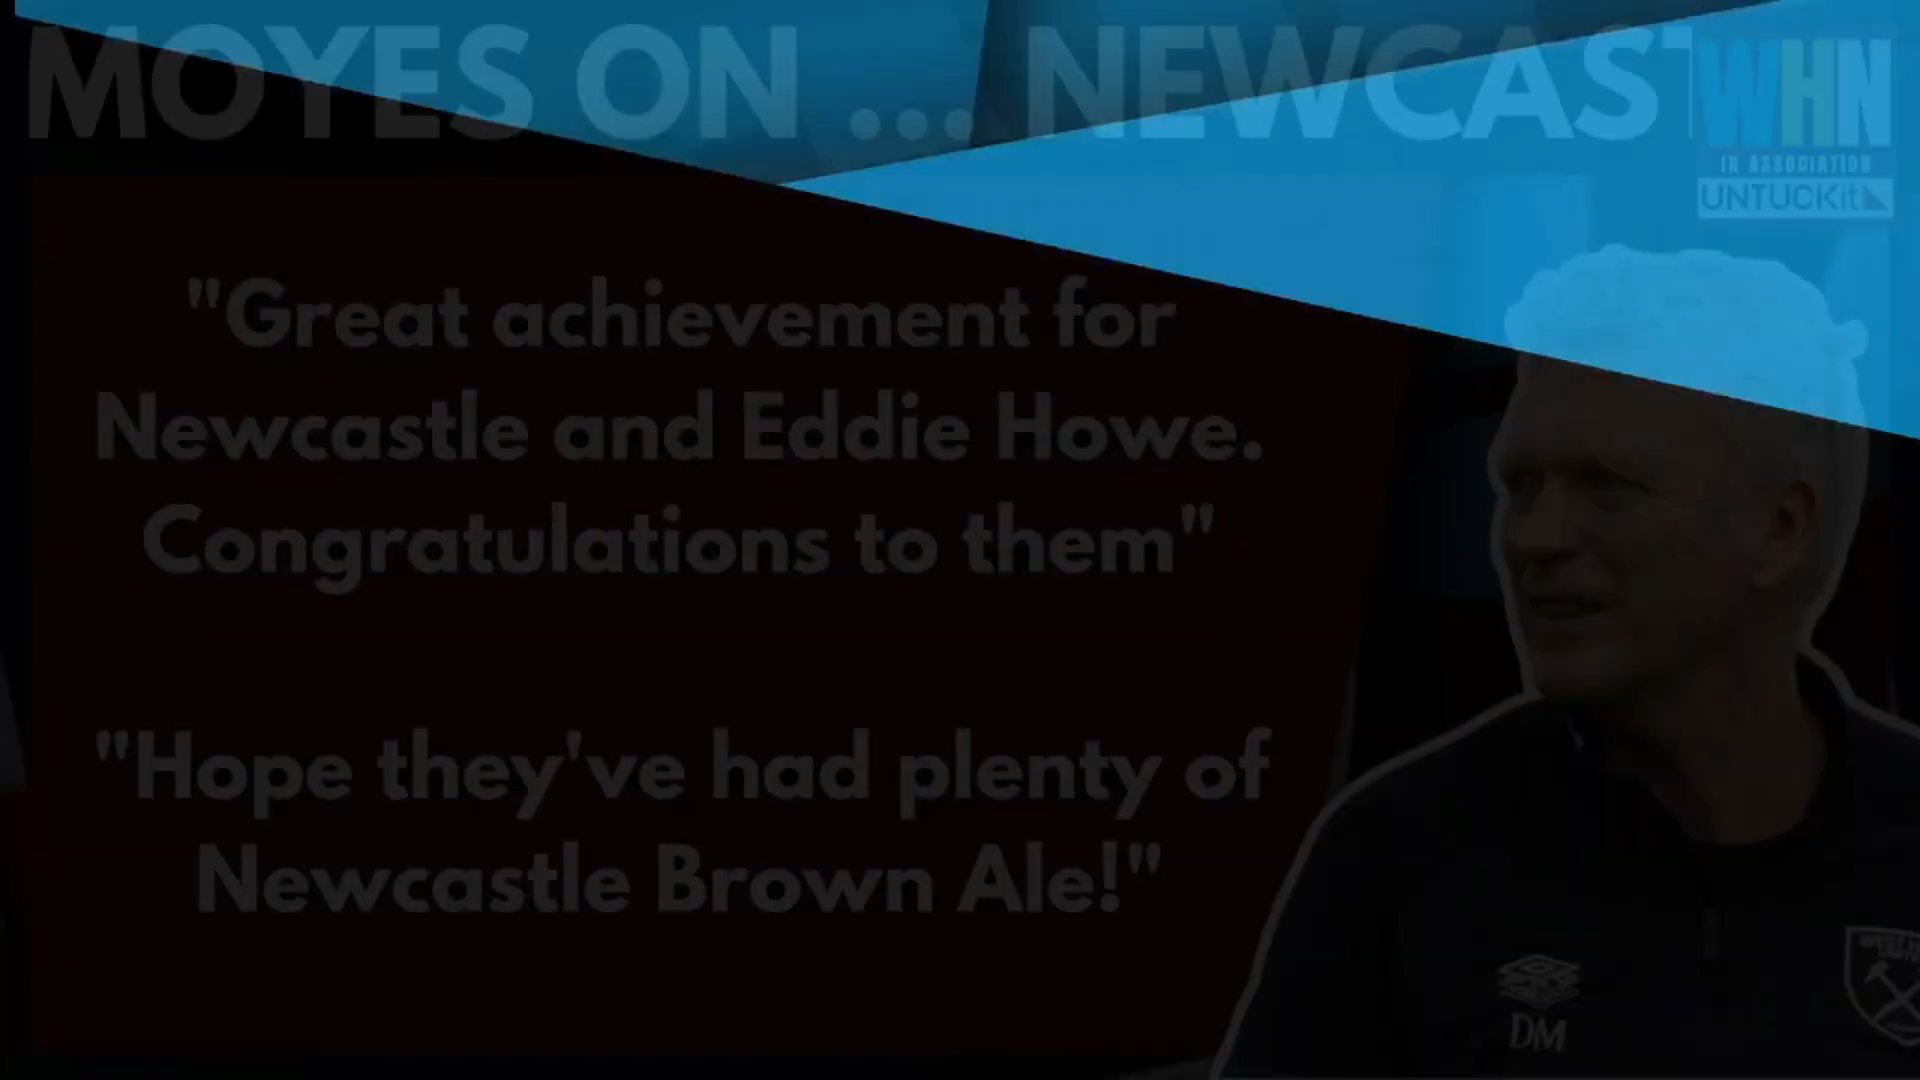 MOYES ON ... NEWCAST
WHN
IN ASSOCIATION
UNTUCKit
"Great achievement for
Newcastle and Eddie Howe.
Congratulations to them"
"Hope they've had plenty of
Newcastle Brown Ale!"
DM